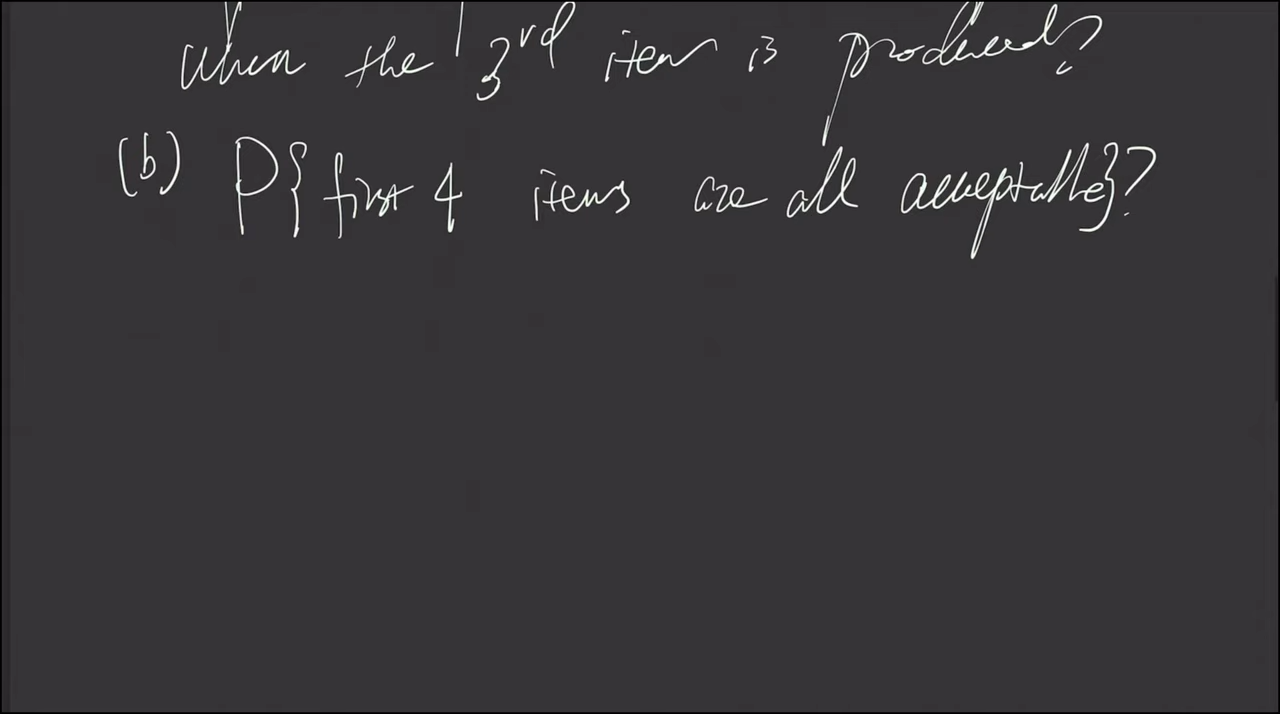 when the 3rd item is produced?
(b) P{first 4 items are all acceptable}?